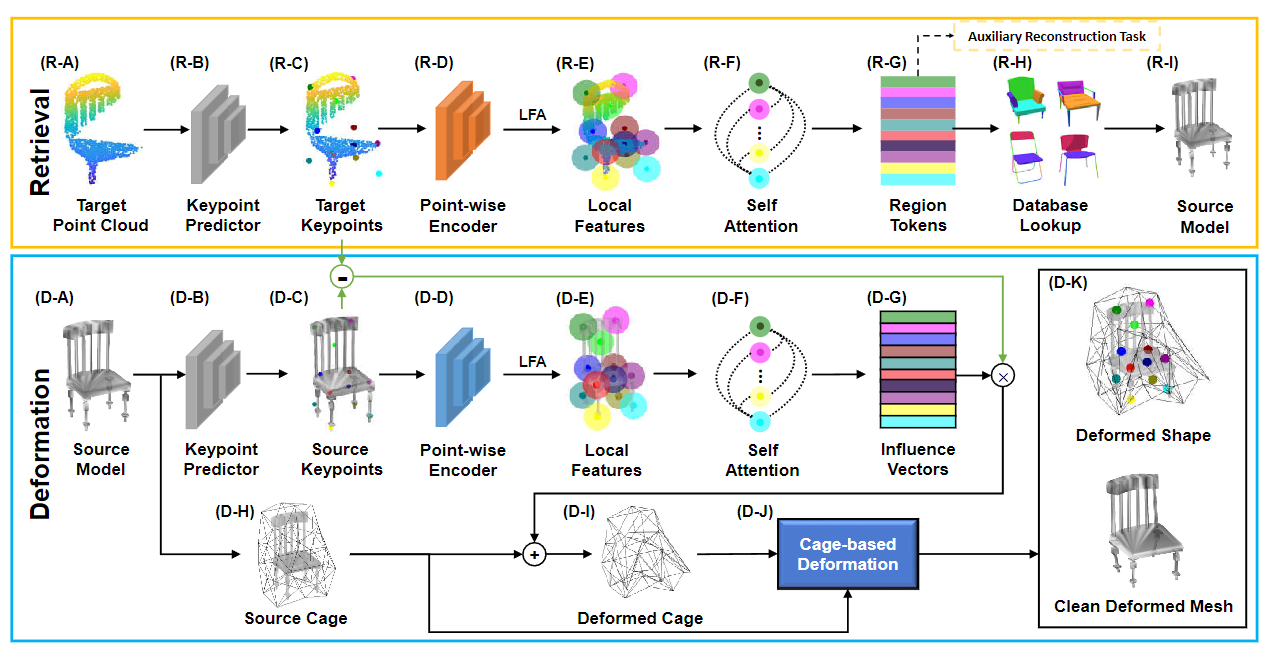 Auxiliary Reconstruction Task
Retrieval
(R-A)
(R-B)
(R-C)
(R-D)
(R-E)
(R-F)
(R-G)
(R-H)
(R-I)
LFA
Target
Point Cloud
Keypoint
Predictor
Target
Keypoints
Point-wise
Encoder
Local
Features
Self
Attention
Region
Tokens
Database
Lookup
Source
Model
-
Deformation
(D-A)
(D-B)
(D-C)
(D-D)
(D-E)
(D-F)
(D-G)
(D-K)
LFA
×
Source
Model
Keypoint
Predictor
Source
Keypoints
Point-wise
Encoder
Local
Features
Self
Attention
Influence
Vectors
Deformed Shape
(D-H)
(D-I)
(D-J)
+
Cage-based
Deformation
Source Cage
Deformed Cage
Clean Deformed Mesh